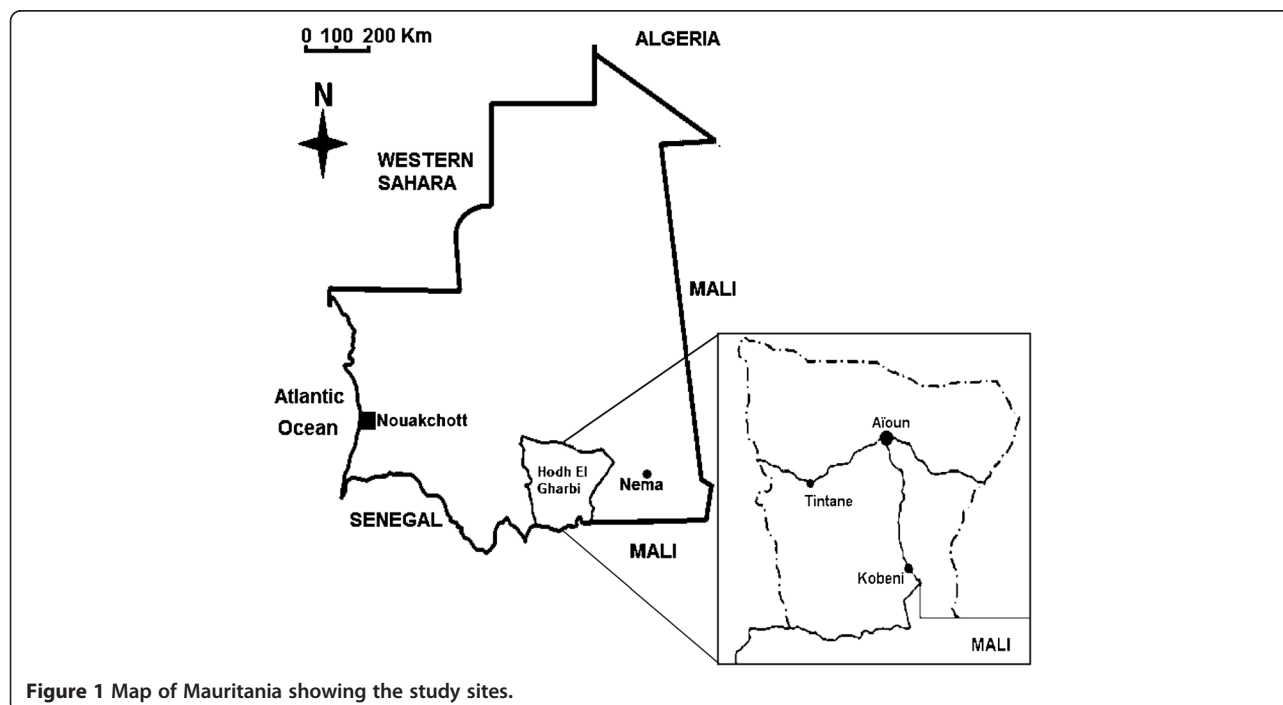 0 100 200 Km
ALGERIA
N
WESTERN
SAHARA
MALI
Atlantic
Ocean
Nouakchott
Hodh El
Gharbi
Nema
SENEGAL
MALI
Aïoun
Tintane
Kobeni
MALI
Figure 1 Map of Mauritania showing the study sites.